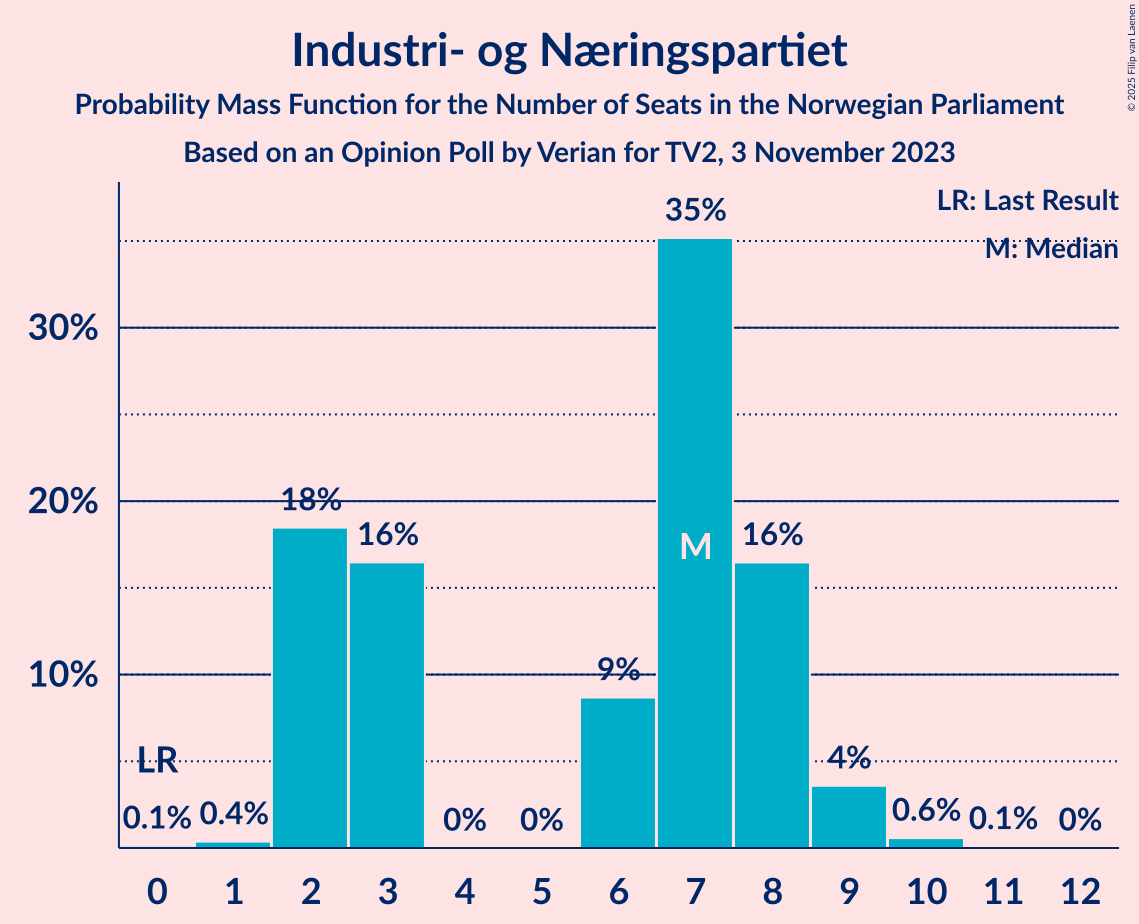 Industri- og Næringspartiet
Probability Mass Function for the Number of Seats in the Norwegian Parliament
Based on an Opinion Poll by Verian for TV2, 3 November 2023
© 2025 Filip van Laenen
LR: Last Result
M: Median
35%
30%
20%
18%
16%
M
16%
10%
9%
LR
4%
0.1% 0.4% 0% 0% 0.6% 0.1% 0%
0 1 2 3 4 5 6 7 8 9 10 11 12